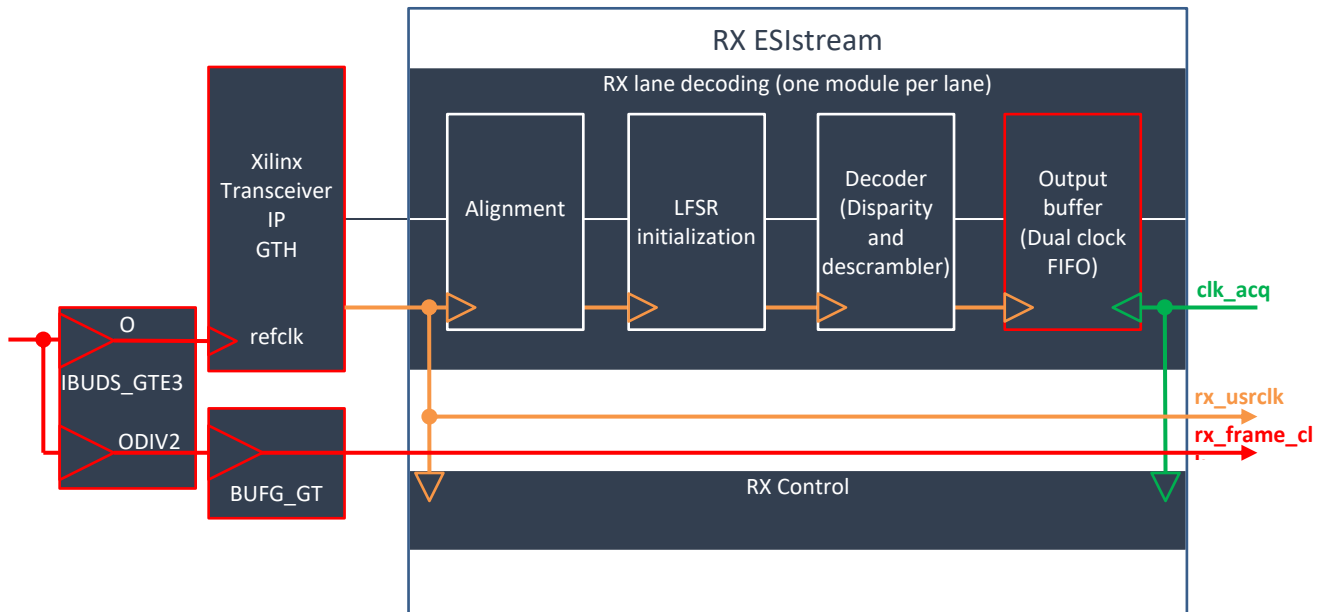 RX ESIstream
RX lane decoding (one module per lane)
Xilinx
Transceiver
IP
GTH
refclk
Alignment
LFSR
initialization
Decoder
(Disparity
and
descrambler)
Output
buffer
(Dual clock
FIFO)
clk_acq
O
IBUDS_GTE3
ODIV2
BUFG_GT
rx_usrclk
rx_frame_cl
RX Control